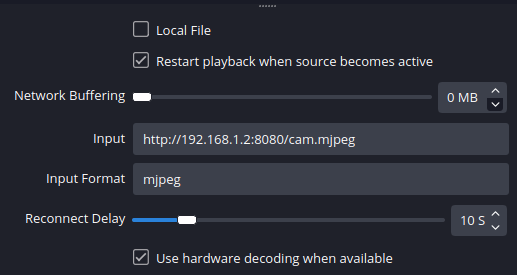 Local File
Restart playback when source becomes active
Network Buffering 0 MB
Input http://192.168.1.2:8080/cam.mjpeg
Input Format mjpeg
Reconnect Delay 10 S
Use hardware decoding when available